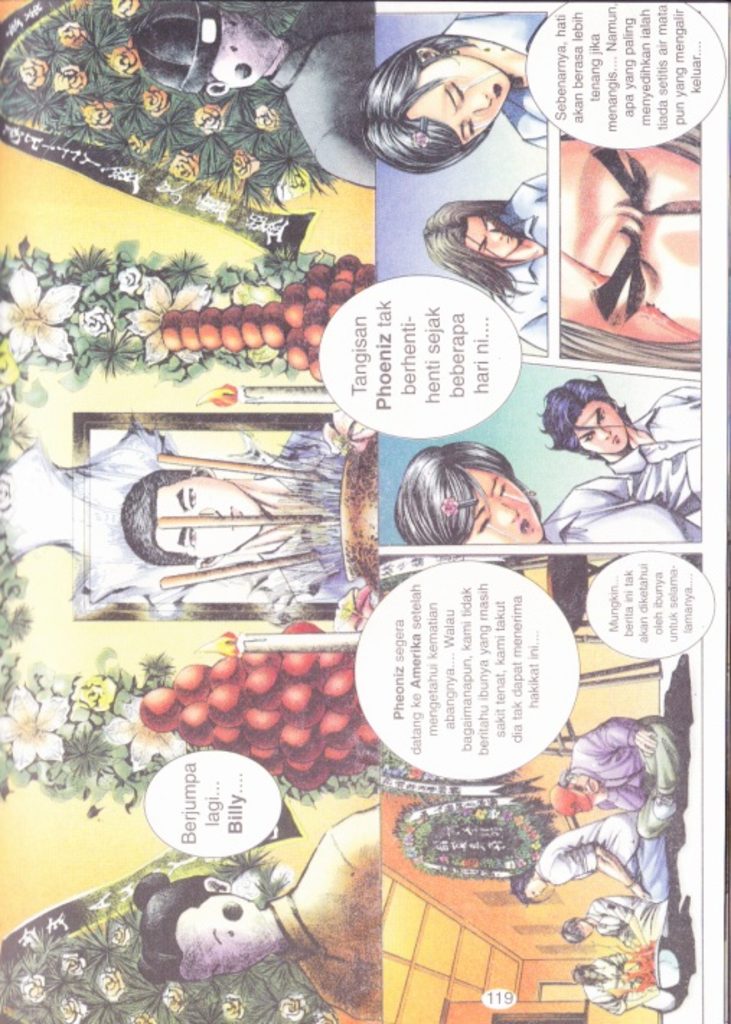 Berjumpa
lagi...
Billy.
Pheoniz segera
datang ke Amerika setelah
mengetahui kematian
abangnya.... Walau
bagaimanapun, kami tidak
beritahu ibunya yang masih
sakit tenat, kami takut
dia tak dapat menerima
hakikat ini....
Mungkin...
berita ini tak
akan diketahui
oleh ibunya
untuk selama-
lamanya....
Tangisan
Phoeniz tak
berhenti-
henti sejak
beberapa
hari ni....
Sebenarnya, hati
akan berasa lebih
tenang jika
menangis.... Namun,
apa yang paling
menyedihkan ialah
tiada setitis air mata
pun yang mengalir
keluar....
119